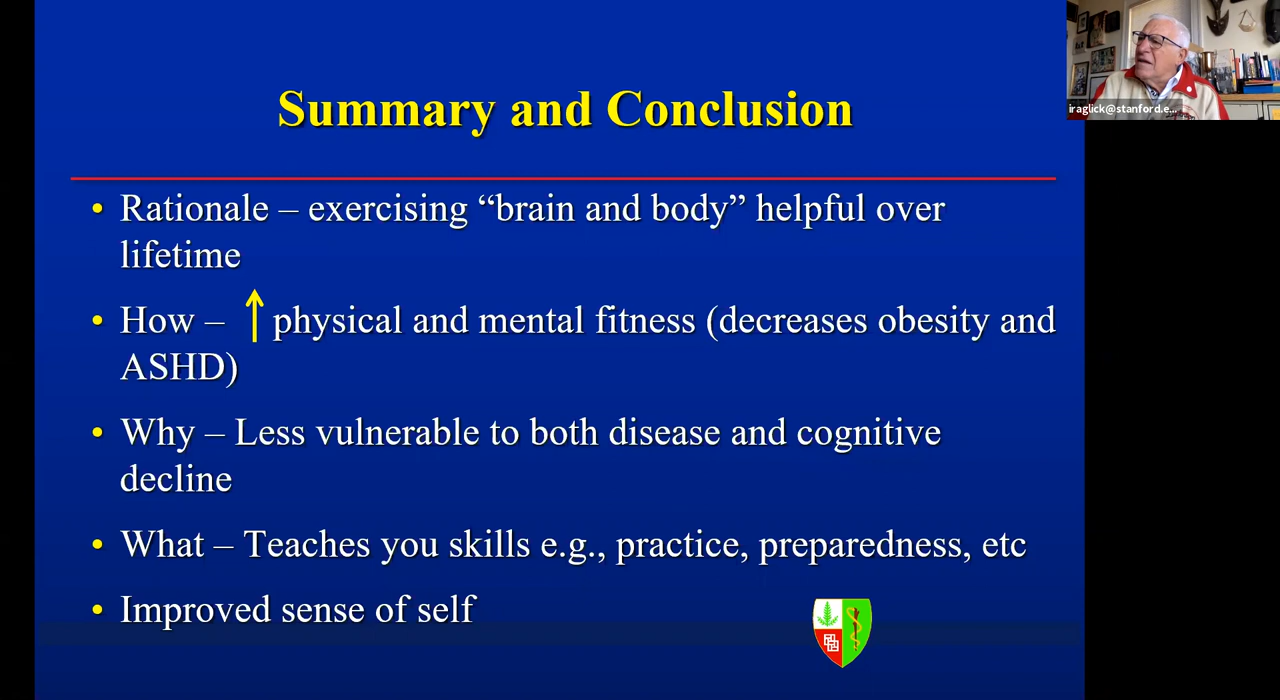 Summary and Conclusion
• Rationale – exercising “brain and body” helpful over
lifetime
• How – ↑ physical and mental fitness (decreases obesity and
ASHD)
• Why – Less vulnerable to both disease and cognitive
decline
• What – Teaches you skills e.g., practice, preparedness, etc
• Improved sense of self
iraglick@stanford.e...